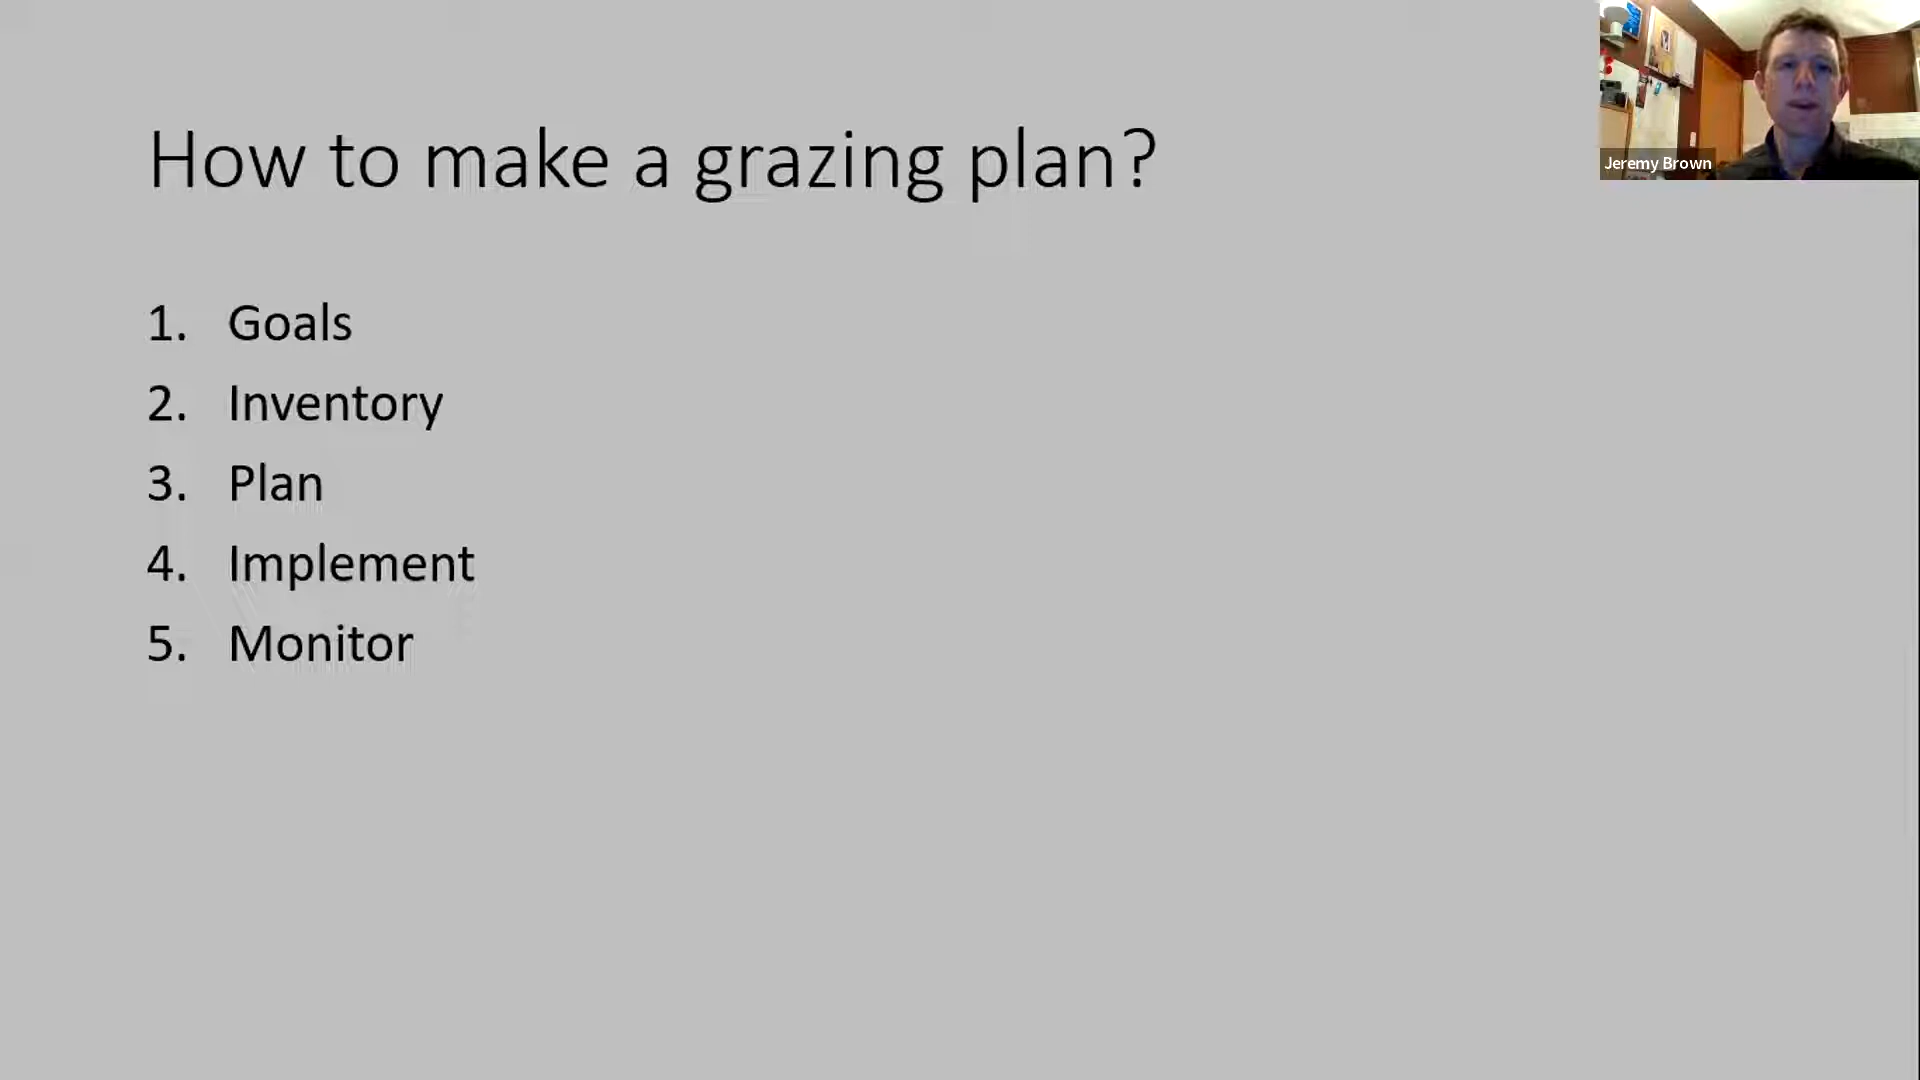 How to make a grazing plan?
1. Goals
2. Inventory
3. Plan
4. Implement
5. Monitor
Jeremy Brown